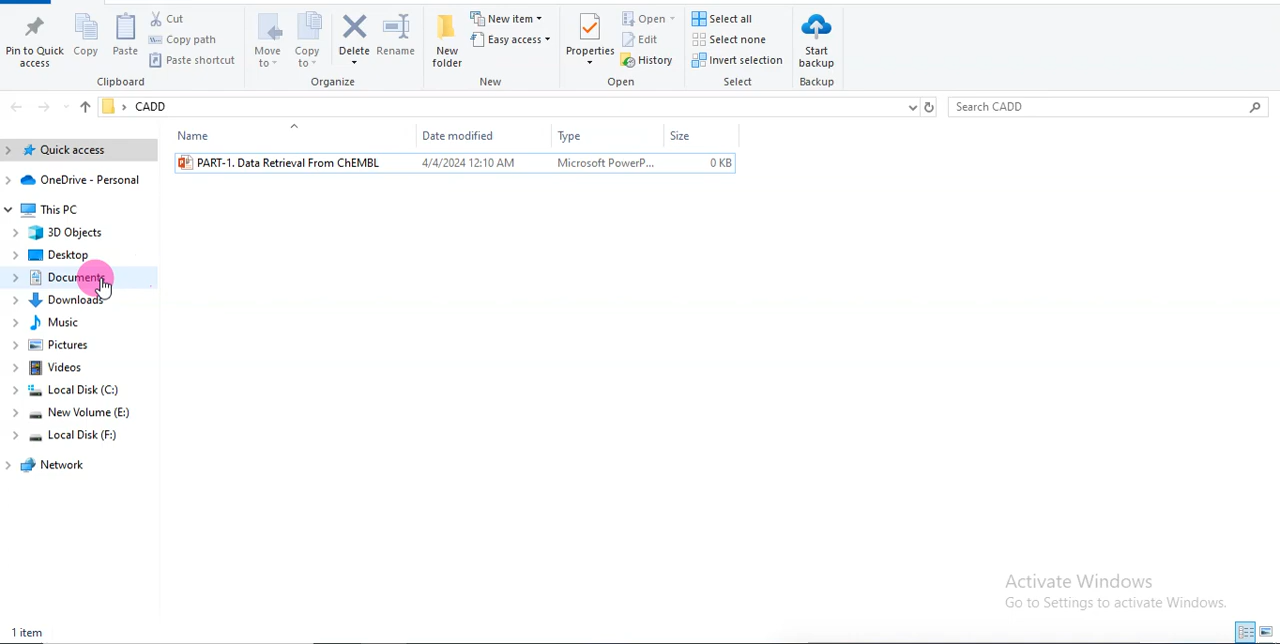 Pin to Quick access
Copy
Paste
Cut
Copy path
Paste shortcut
Clipboard
Move to
Copy to
Delete
Rename
Organize
New folder
New item
Easy access
New
Properties
Open
Edit
History
Open
Select all
Select none
Invert selection
Select
Start backup
Backup
CADD
Search CADD
Name
Date modified
Type
Size
PART-1. Data Retrieval From ChEMBL 4/4/2024 12:10 AM Microsoft PowerP... 0 KB
Quick access
OneDrive - Personal
This PC
3D Objects
Desktop
Documents
Downloads
Music
Pictures
Videos
Local Disk (C:)
New Volume (E:)
Local Disk (F:)
Network
Activate Windows
Go to Settings to activate Windows.
1 item